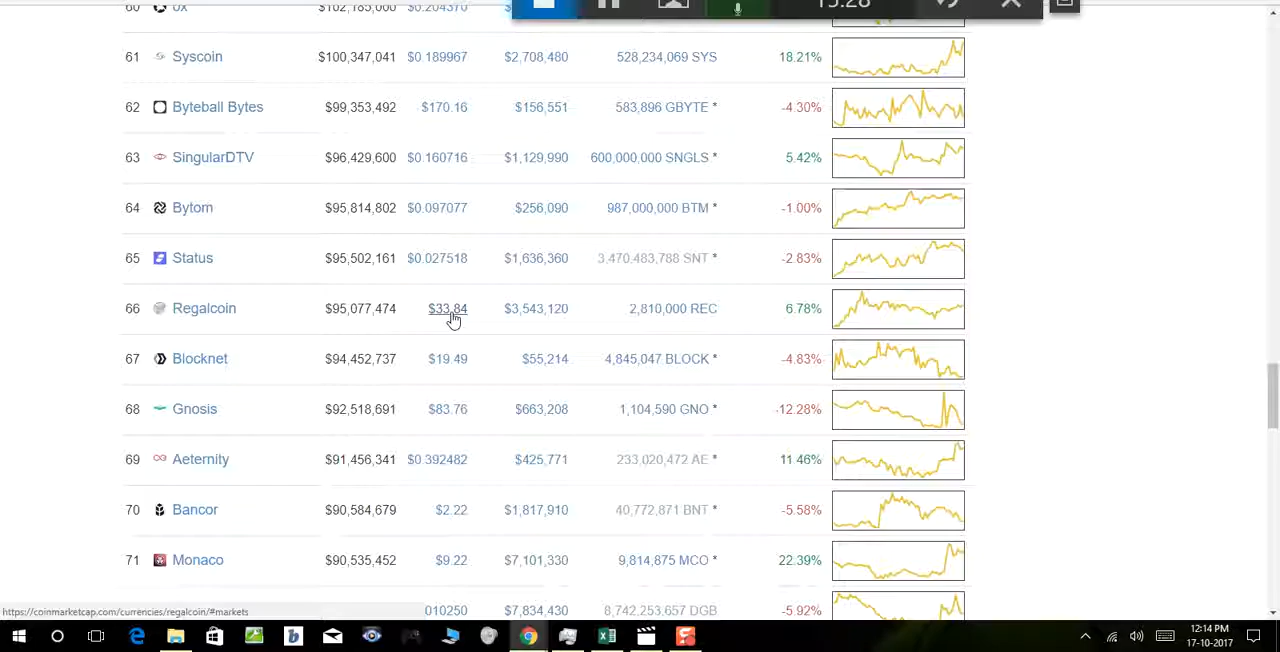 60 0x $102,185,000 $0.204370
15:28
61 Syscoin $100,347,041 $0.189967 $2,708,480 528,234,069 SYS 18.21%
62 Byteball Bytes $99,353,492 $170.16 $156,551 583,896 GBYTE * -4.30%
63 SingularDTV $96,429,600 $0.160716 $1,129,990 600,000,000 SNGLS * 5.42%
64 Bytom $95,814,802 $0.097077 $256,090 987,000,000 BTM * -1.00%
65 Status $95,502,161 $0.027518 $1,636,360 3,470,483,788 SNT * -2.83%
66 Regalcoin $95,077,474 $33.84 $3,543,120 2,810,000 REC 6.78%
67 Blocknet $94,452,737 $19.49 $55,214 4,845,047 BLOCK * -4.83%
68 Gnosis $92,518,691 $83.76 $663,208 1,104,590 GNO * -12.28%
69 Aeternity $91,456,341 $0.392482 $425,771 233,020,472 AE * 11.46%
70 Bancor $90,584,679 $2.22 $1,817,910 40,772,871 BNT * -5.58%
71 Monaco $90,535,452 $9.22 $7,101,330 9,814,875 MCO * 22.39%
010250 $7,834,430 8,742,253,657 DGB -5.92%
https://coinmarketcap.com/currencies/regalcoin/#markets
12:14 PM
17-10-2017